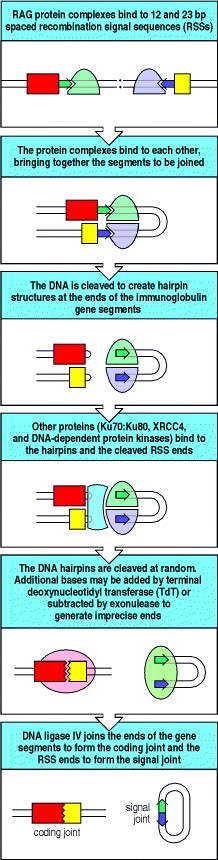 RAG protein complexes bind to 12 and 23 bp
spaced recombination signal sequences (RSSs)
The protein complexes bind to each other,
bringing together the segments to be joined
The DNA is cleaved to create hairpin
structures at the ends of the immunoglobulin
gene segments
Other proteins (Ku70:Ku80, XRCC4,
and DNA-dependent protein kinases) bind to
the hairpins and the cleaved RSS ends
The DNA hairpins are cleaved at random.
Additional bases may be added by terminal
deoxynucleotidyl transferase (TdT) or
subtracted by exonulease to
generate imprecise ends
DNA ligase IV joins the ends of the gene
segments to form the coding joint and the
RSS ends to form the signal joint
coding joint
signal
joint